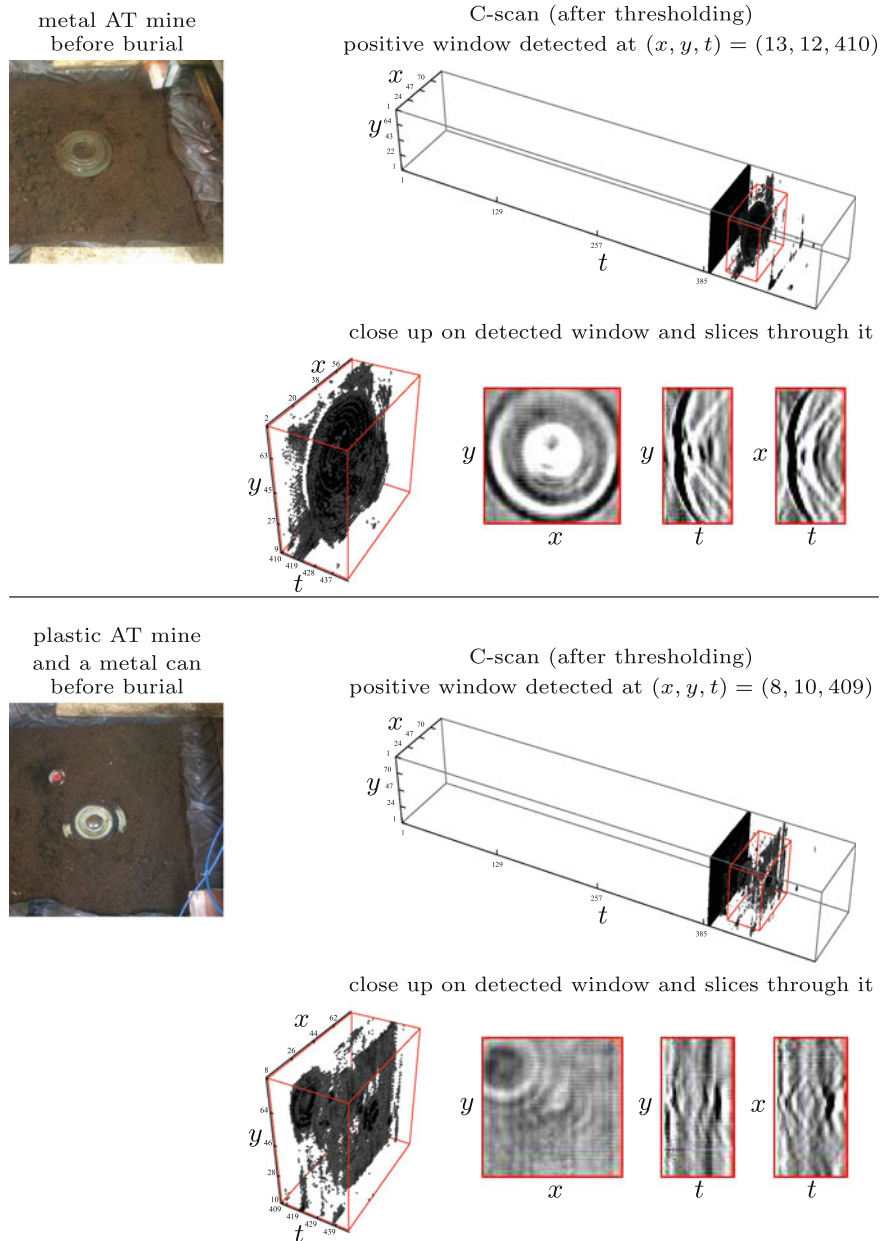 metal AT mine
before burial
C-scan (after thresholding)
positive window detected at (x, y, t) = (13, 12, 410)
x
70
47
24
1
y
64
43
22
1
1
129
257
385
t
close up on detected window and slices through it
x
56
38
20
2
63
y
45
27
9
410
419
428
437
t
y
x
y
t
x
t
plastic AT mine
and a metal can
before burial
C-scan (after thresholding)
positive window detected at (x, y, t) = (8, 10, 409)
x
70
47
24
1
y
70
47
24
1
1
129
257
385
t
close up on detected window and slices through it
x
62
44
26
8
64
y
46
28
10
409
419
429
439
t
y
x
y
t
x
t